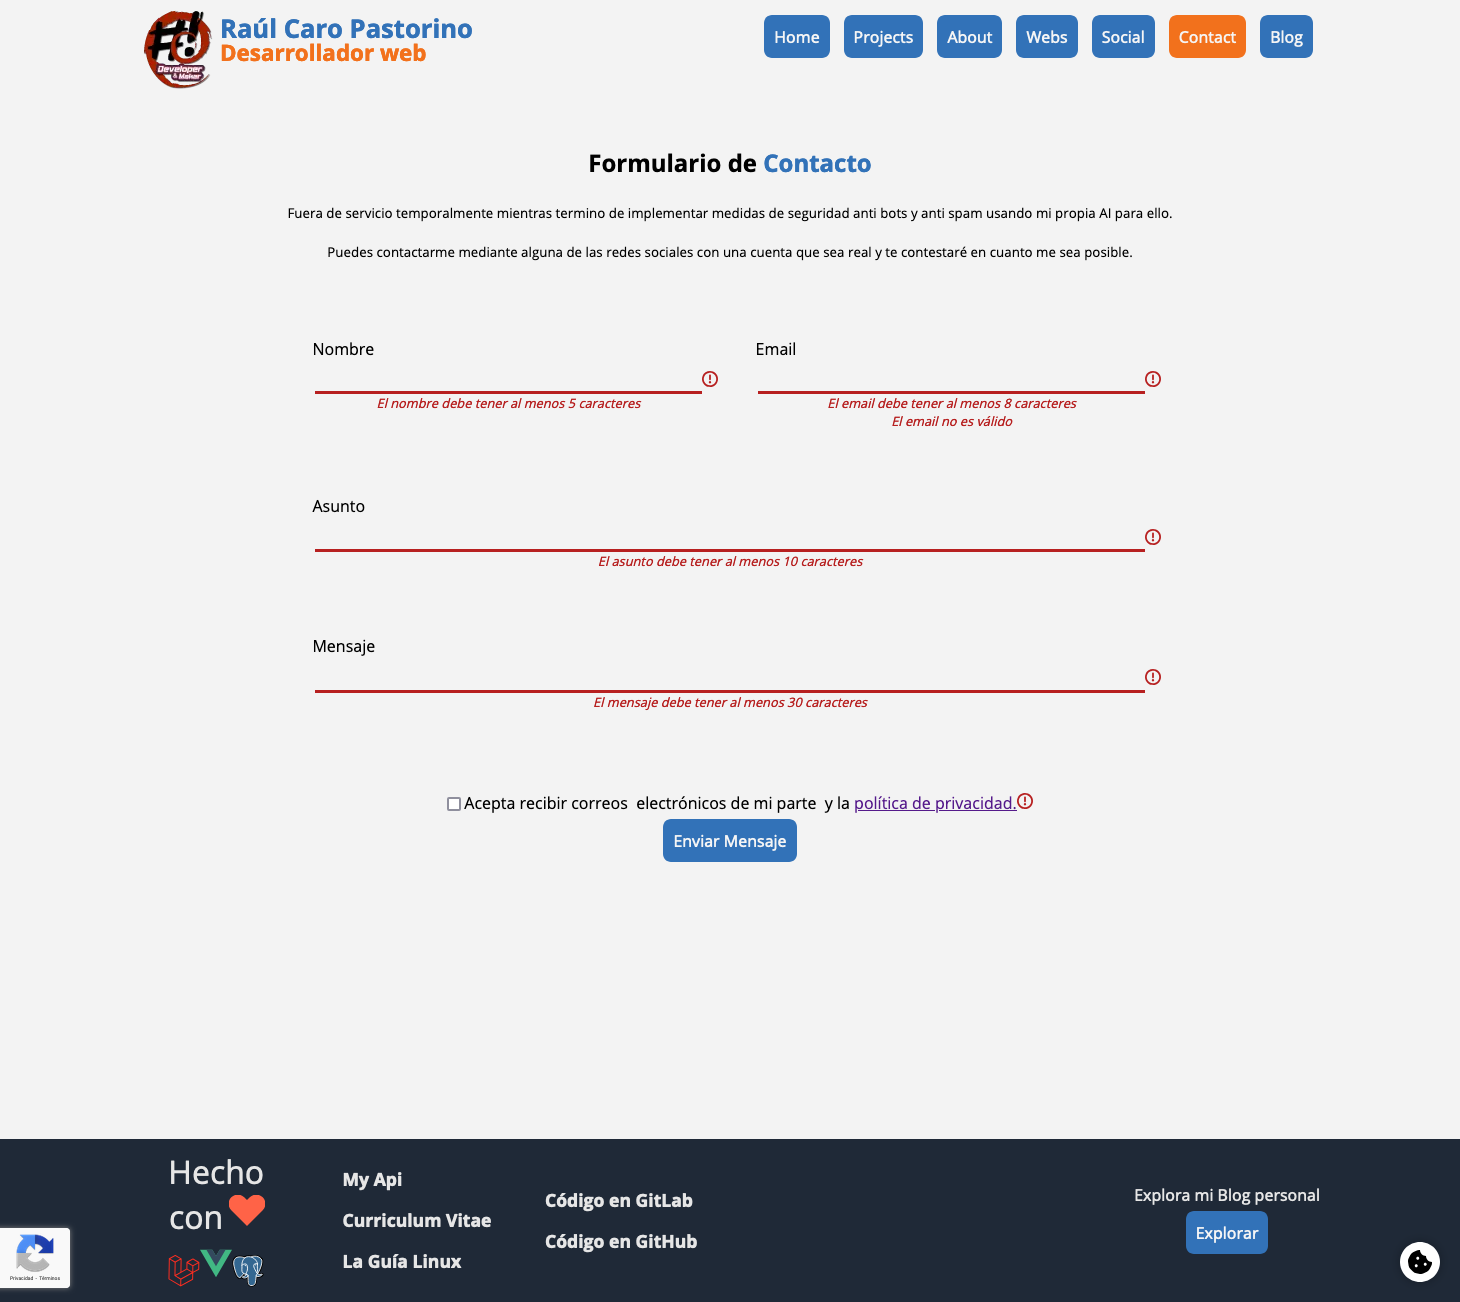 Developer
& Maker
Raúl Caro Pastorino
Desarrollador web
Home
Projects
About
Webs
Social
Contact
Blog
Formulario de Contacto
Fuera de servicio temporalmente mientras termino de implementar medidas de seguridad anti bots y anti spam usando mi propia AI para ello.
Puedes contactarme mediante alguna de las redes sociales con una cuenta que sea real y te contestaré en cuanto me sea posible.
Nombre
El nombre debe tener al menos 5 caracteres
Email
El email debe tener al menos 8 caracteres
El email no es válido
Asunto
El asunto debe tener al menos 10 caracteres
Mensaje
El mensaje debe tener al menos 30 caracteres
Acepta recibir correos electrónicos de mi parte y la política de privacidad.
Enviar Mensaje
Hecho
con
My Api
Curriculum Vitae
La Guía Linux
Código en GitLab
Código en GitHub
Explora mi Blog personal
Explorar
Privacidad - Términos